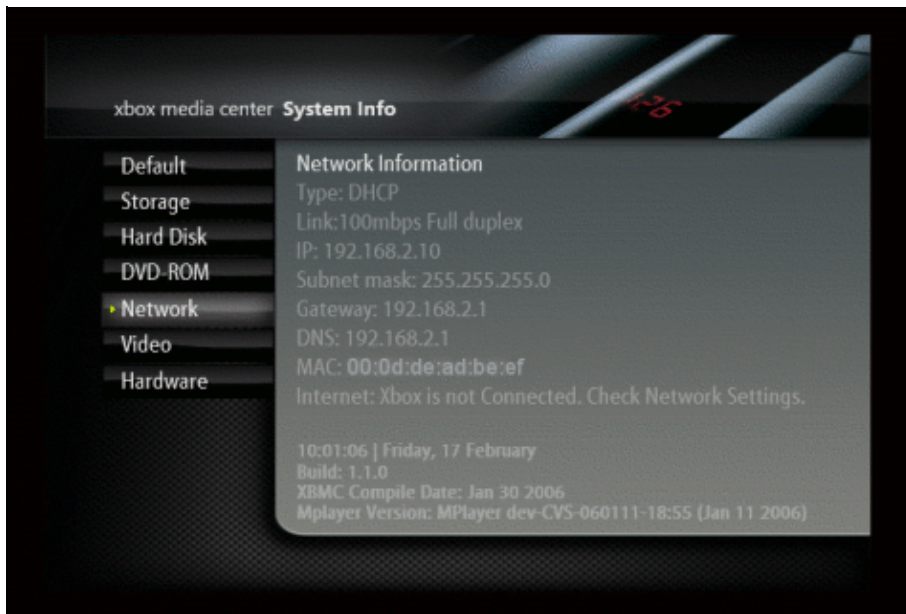 xbox media center System Info
Default
Storage
Hard Disk
DVD-ROM
Network
Video
Hardware
Network Information
Type: DHCP
Link:100mbps Full duplex
IP: 192.168.2.10
Subnet mask: 255.255.255.0
Gateway: 192.168.2.1
DNS: 192.168.2.1
MAC: 00:0d:de:ad:be:ef
Internet: Xbox is not Connected. Check Network Settings.
10:01:06 | Friday, 17 February
Build: 1.1.0
XBMC Compile Date: Jan 30 2006
Mplayer Version: MPlayer dev-CVS-060111-18:55 (Jan 11 2006)